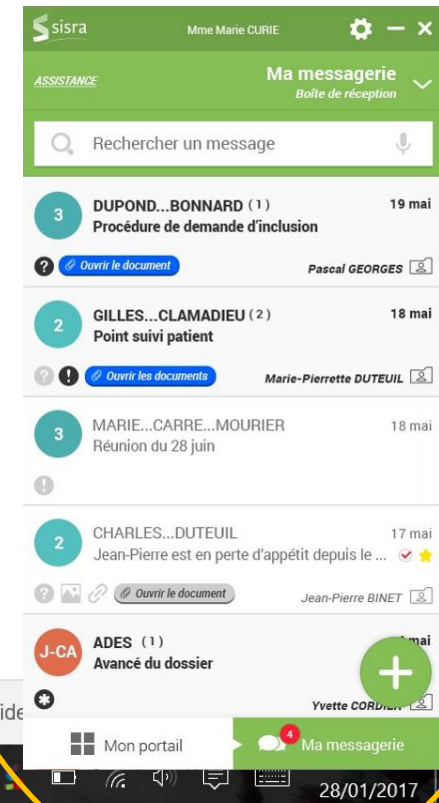 sisra
Mme Marie CURIE
ASSISTANCE
Ma messagerie
Boîte de réception
Rechercher un message
3
DUPOND...BONNARD (1)
19 mai
Procédure de demande d'inclusion
? Ouvrir le document
Pascal GEORGES
2
GILLES...CLAMADIEU (2)
18 mai
Point suivi patient
? ! Ouvrir les documents
Marie-Pierrette DUTEUIL
3
MARIE...CARRE...MOURIER
18 mai
Réunion du 28 juin
!
2
CHARLES...DUTEUIL
17 mai
Jean-Pierre est en perte d'appétit depuis le ...
? Ouvrir le document
Jean-Pierre BINET
J-CA
ADES (1)
mai
Avancé du dossier
Yvette
Mon portail
4
Ma messagerie
28/01/2017